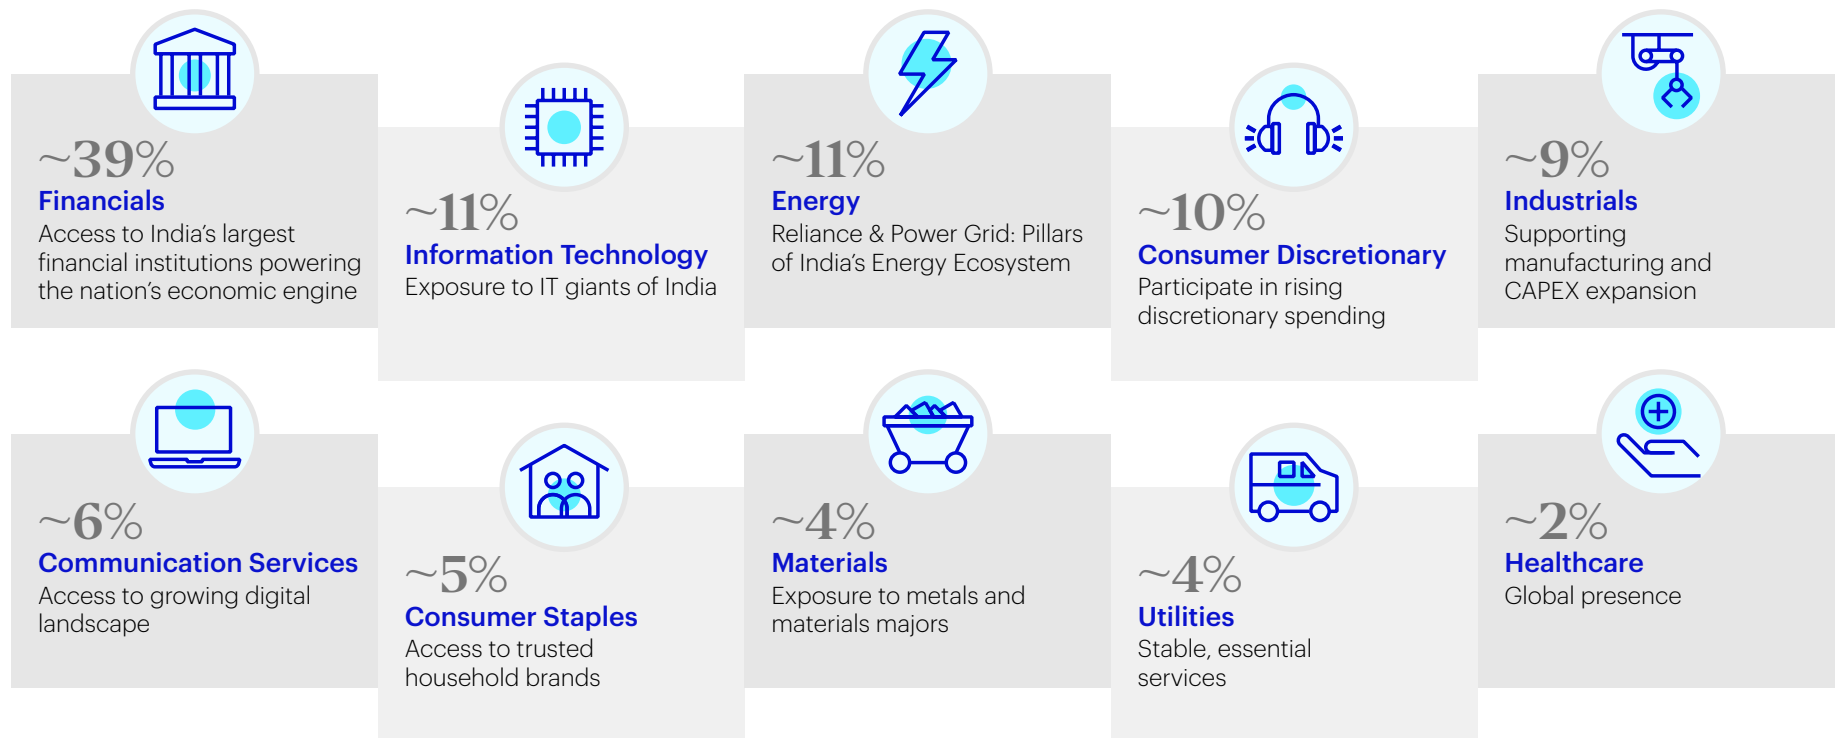 ~39%
Financials
Access to India’s largest
financial institutions powering
the nation’s economic engine
~11%
Information Technology
Exposure to IT giants of India
~11%
Energy
Reliance & Power Grid: Pillars
of India’s Energy Ecosystem
~10%
Consumer Discretionary
Participate in rising
discretionary spending
~9%
Industrials
Supporting
manufacturing and
CAPEX expansion
~6%
Communication Services
Access to growing digital
landscape
~5%
Consumer Staples
Access to trusted
household brands
~4%
Materials
Exposure to metals and
materials majors
~4%
Utilities
Stable, essential
services
~2%
Healthcare
Global presence